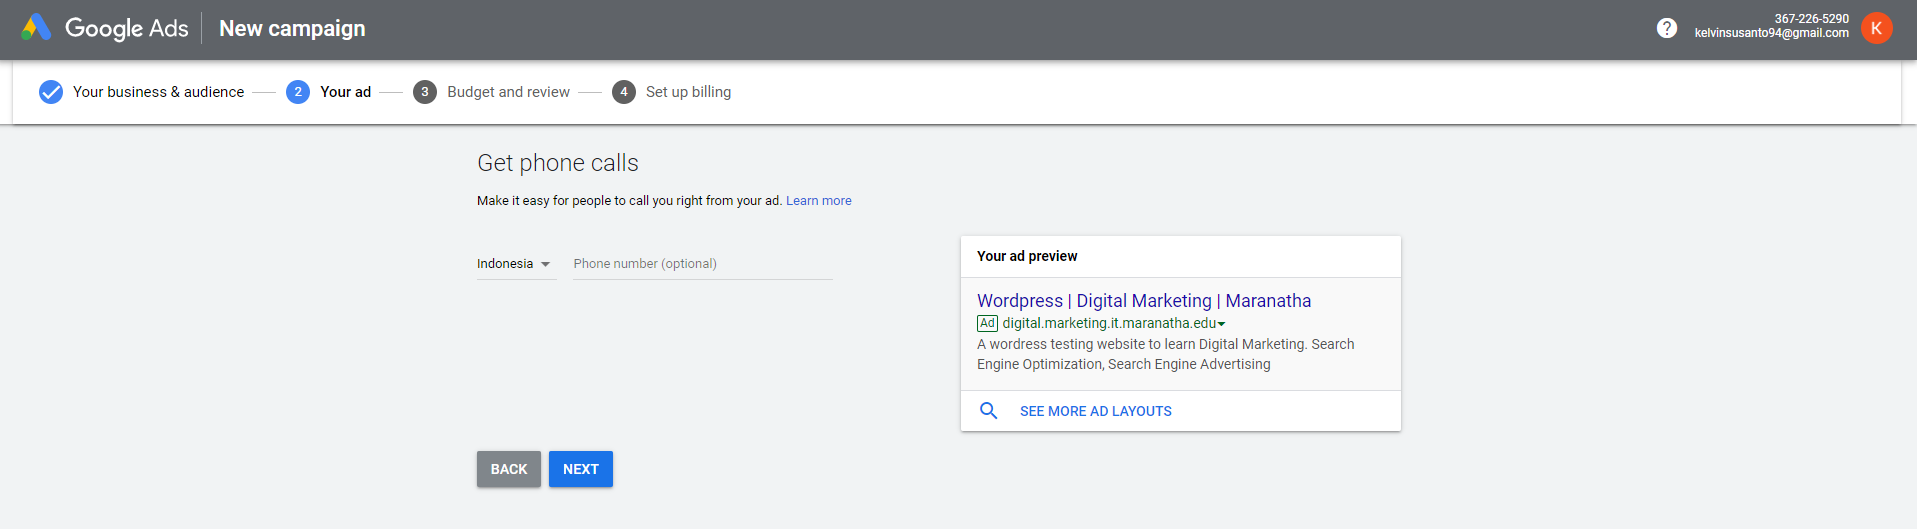 Google Ads New campaign
367-226-5290
kelvinsusanto94@gmail.com
K
Your business & audience 2 Your ad 3 Budget and review 4 Set up billing
Get phone calls
Make it easy for people to call you right from your ad. Learn more
Indonesia Phone number (optional)
Your ad preview
Wordpress | Digital Marketing | Maranatha
Ad digital.marketing.it.maranatha.edu
A wordress testing website to learn Digital Marketing. Search
Engine Optimization, Search Engine Advertising
SEE MORE AD LAYOUTS
BACK NEXT